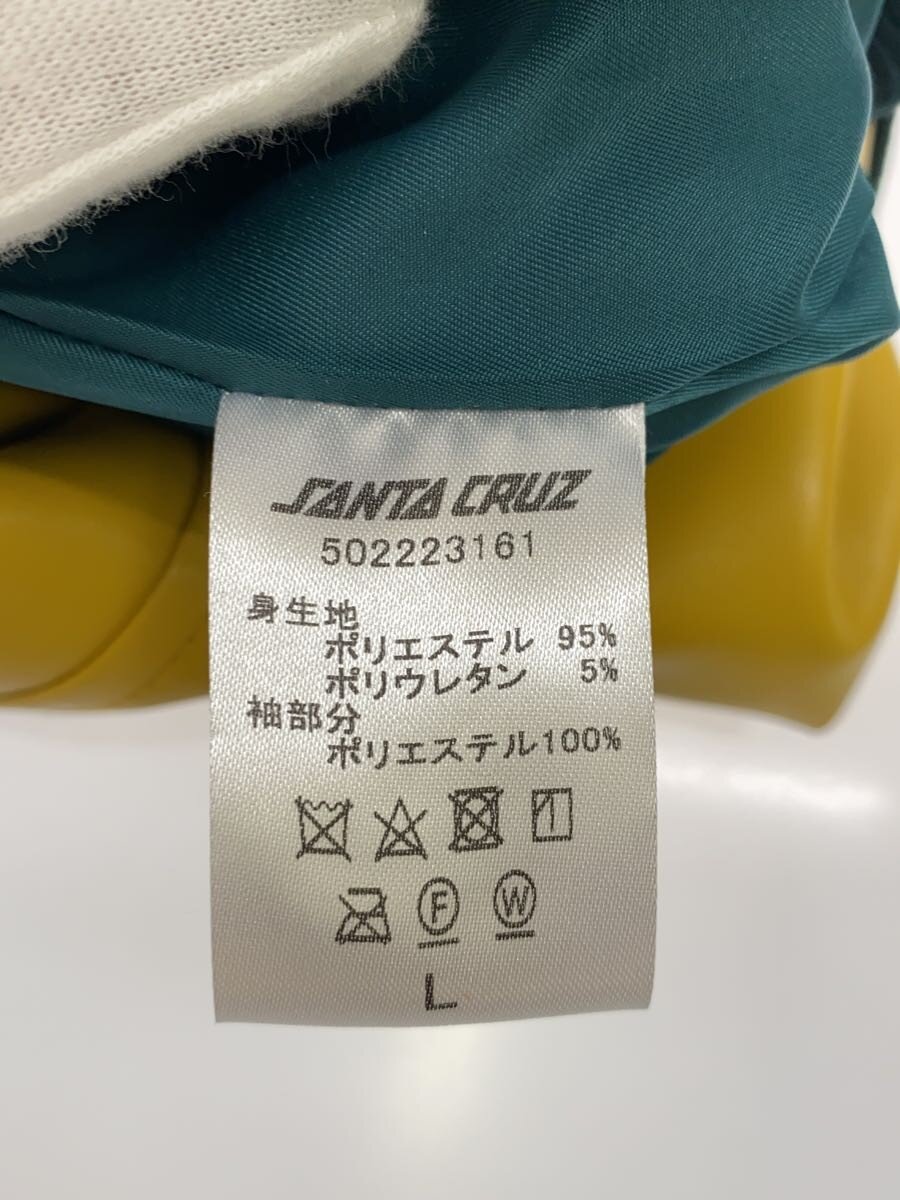 SANTA CRUZ
502223161
身生地
ポリエステル 95%
ポリウレタン 5%
袖部分
ポリエステル100%
F W
L